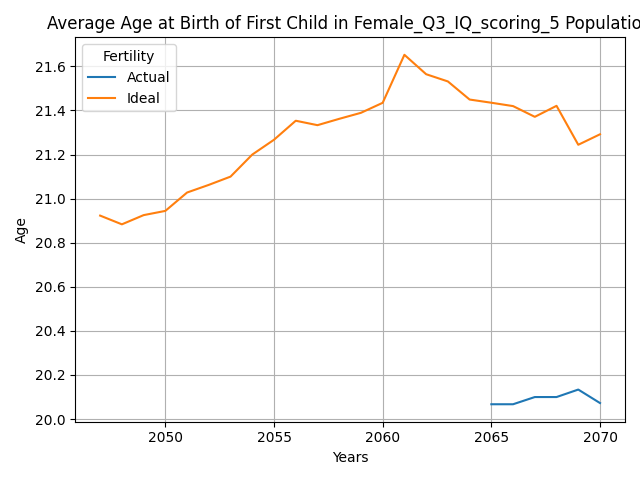 Average Age at Birth of First Child in Female_Q3_IQ_scoring_5 Populatio
Fertility
Actual
Ideal
21.6
21.4
21.2
21.0
20.8
20.6
20.4
20.2
20.0
Age
2050 2055 2060 2065 2070
Years